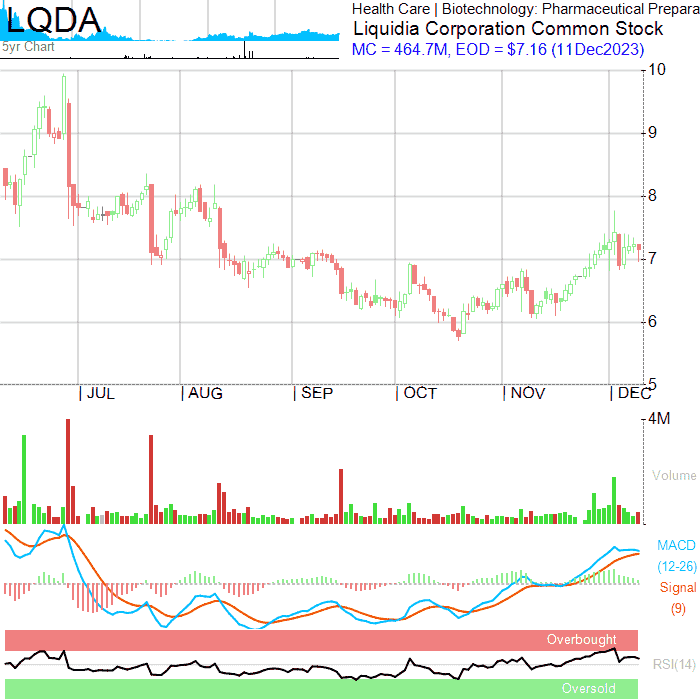 LQDA
5yr Chart
Health Care | Biotechnology: Pharmaceutical Prepara
Liquidia Corporation Common Stock
MC = 464.7M, EOD = $7.16 (11Dec2023)
10
9
8
7
6
5
| JUL | AUG | SEP | OCT | NOV | DEC
4M
Volume
MACD
(12-26)
Signal
(9)
Overbought
RSI(14)
Oversold